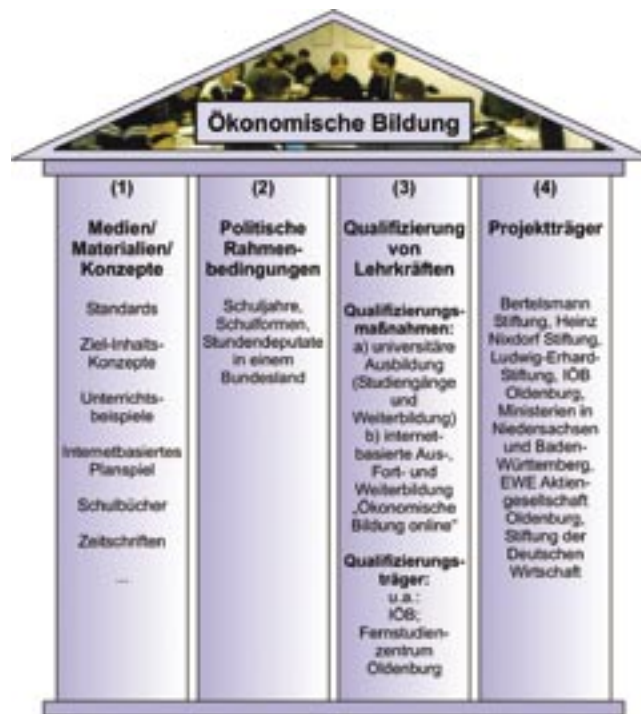 Ökonomische Bildung
(1)
Medien/
Materialien/
Konzepte
Standards
Ziel-Inhalts-
Konzepte
Unterrichts-
beispiele
Internetbasiertes
Planspiel
Schulbücher
Zeitschriften
...
(2)
Politische
Rahmen-
bedingungen
Schuljahre,
Schulformen,
Stundendeputate
in einem
Bundesland
(3)
Qualifizierung
von
Lehrkräften
Qualifizierungs-
maßnahmen:
a) universitäre
Ausbildung
(Studiengänge
und
Weiterbildung)
b) internet-
basierte Aus-,
Fort- und
Weiterbildung
„Ökonomische
Bildung online"
Qualifizierungs-
träger:
u.a.:
IÖB;
Fernstudien-
zentrum
Oldenburg
(4)
Projektträger
Bertelsmann
Stiftung, Heinz
Nixdorf Stiftung,
Ludwig-Erhard-
Stiftung, IÖB
Oldenburg,
Ministerien in
Niedersachsen
und Baden-
Württemberg,
EWE Aktien-
gesellschaft
Oldenburg,
Stiftung der
Deutschen
Wirtschaft